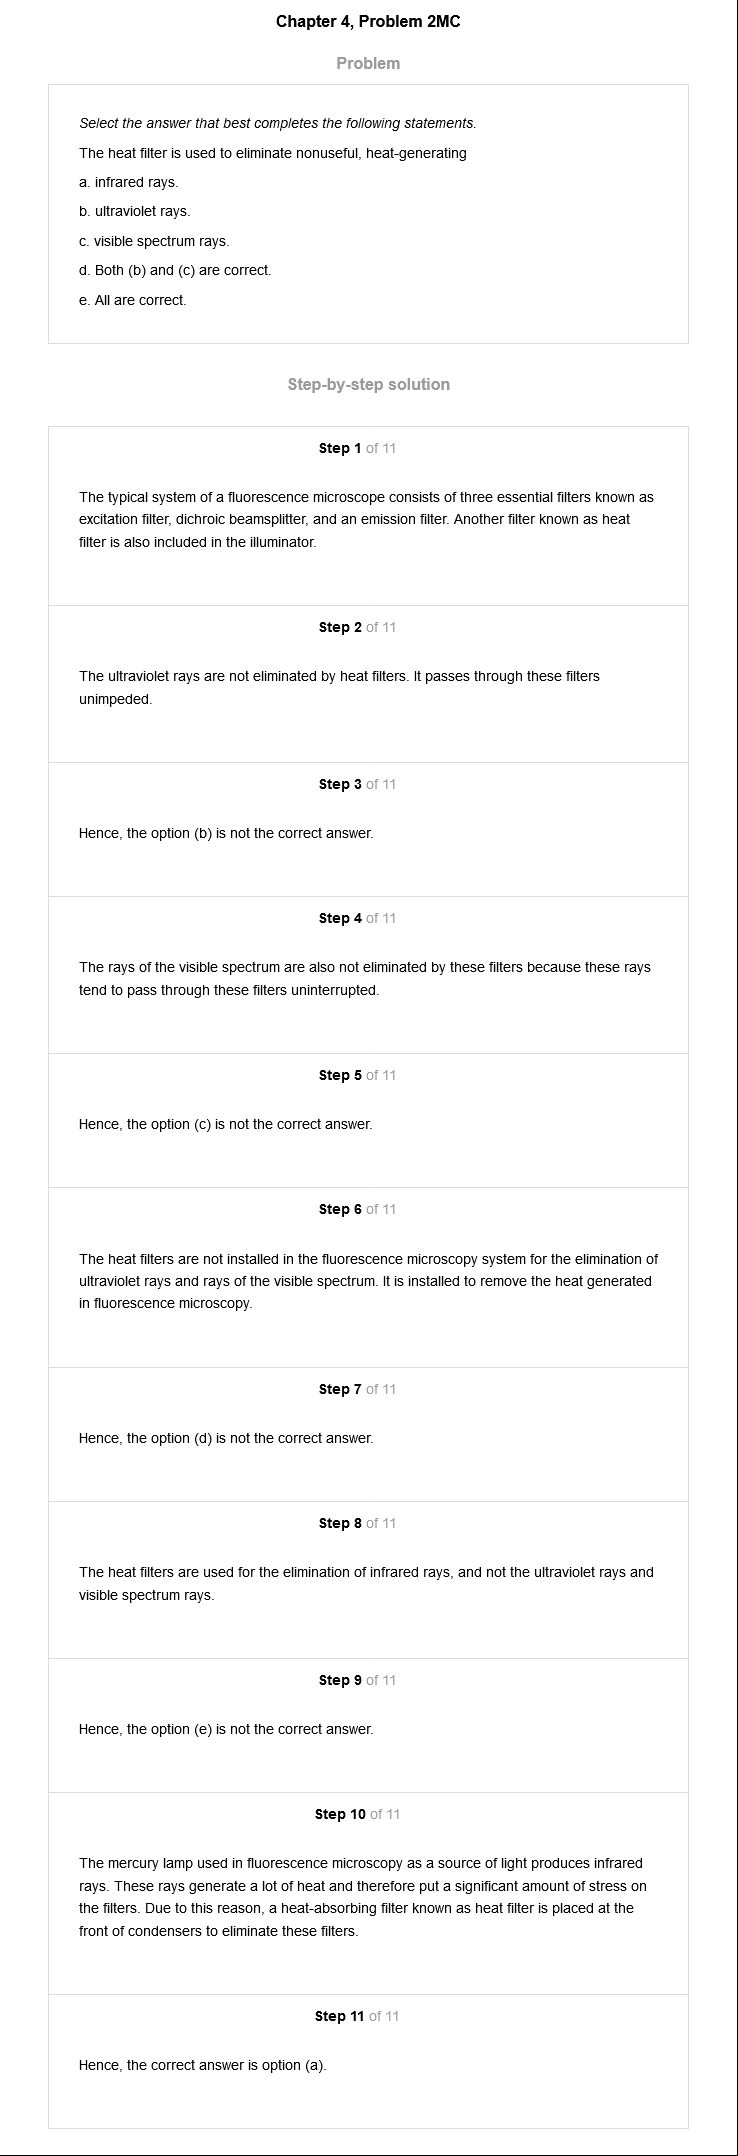 Chapter 4, Problem 2MC
Problem
Select the answer that best completes the following statements.
The heat filter is used to eliminate nonuseful, heat-generating
a. infrared rays.
b. ultraviolet rays.
c. visible spectrum rays.
d. Both (b) and (c) are correct.
e. All are correct.
Step-by-step solution
Step 1 of 11
The typical system of a fluorescence microscope consists of three essential filters known as
excitation filter, dichroic beamsplitter, and an emission filter. Another filter known as heat
filter is also included in the illuminator.
Step 2 of 11
The ultraviolet rays are not eliminated by heat filters. It passes through these filters
unimpeded.
Step 3 of 11
Hence, the option (b) is not the correct answer.
Step 4 of 11
The rays of the visible spectrum are also not eliminated by these filters because these rays
tend to pass through these filters uninterrupted.
Step 5 of 11
Hence, the option (c) is not the correct answer.
Step 6 of 11
The heat filters are not installed in the fluorescence microscopy system for the elimination of
ultraviolet rays and rays of the visible spectrum. It is installed to remove the heat generated
in fluorescence microscopy.
Step 7 of 11
Hence, the option (d) is not the correct answer.
Step 8 of 11
The heat filters are used for the elimination of infrared rays, and not the ultraviolet rays and
visible spectrum rays.
Step 9 of 11
Hence, the option (e) is not the correct answer.
Step 10 of 11
The mercury lamp used in fluorescence microscopy as a source of light produces infrared
rays. These rays generate a lot of heat and therefore put a significant amount of stress on
the filters. Due to this reason, a heat-absorbing filter known as heat filter is placed at the
front of condensers to eliminate these filters.
Step 11 of 11
Hence, the correct answer is option (a).